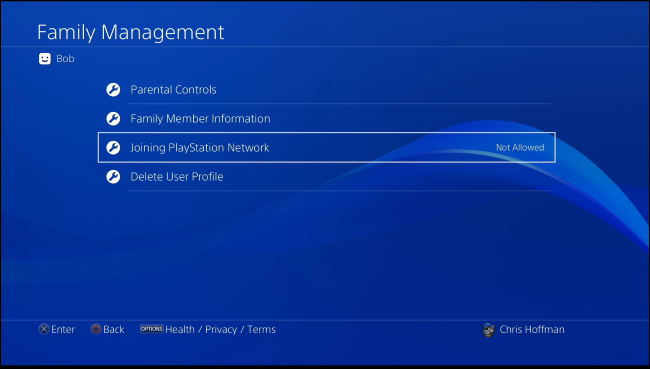 Family Management
Bob
Parental Controls
Family Member Information
Joining PlayStation Network Not Allowed
Delete User Profile
Enter Back OPTIONS Health / Privacy / Terms Chris Hoffman